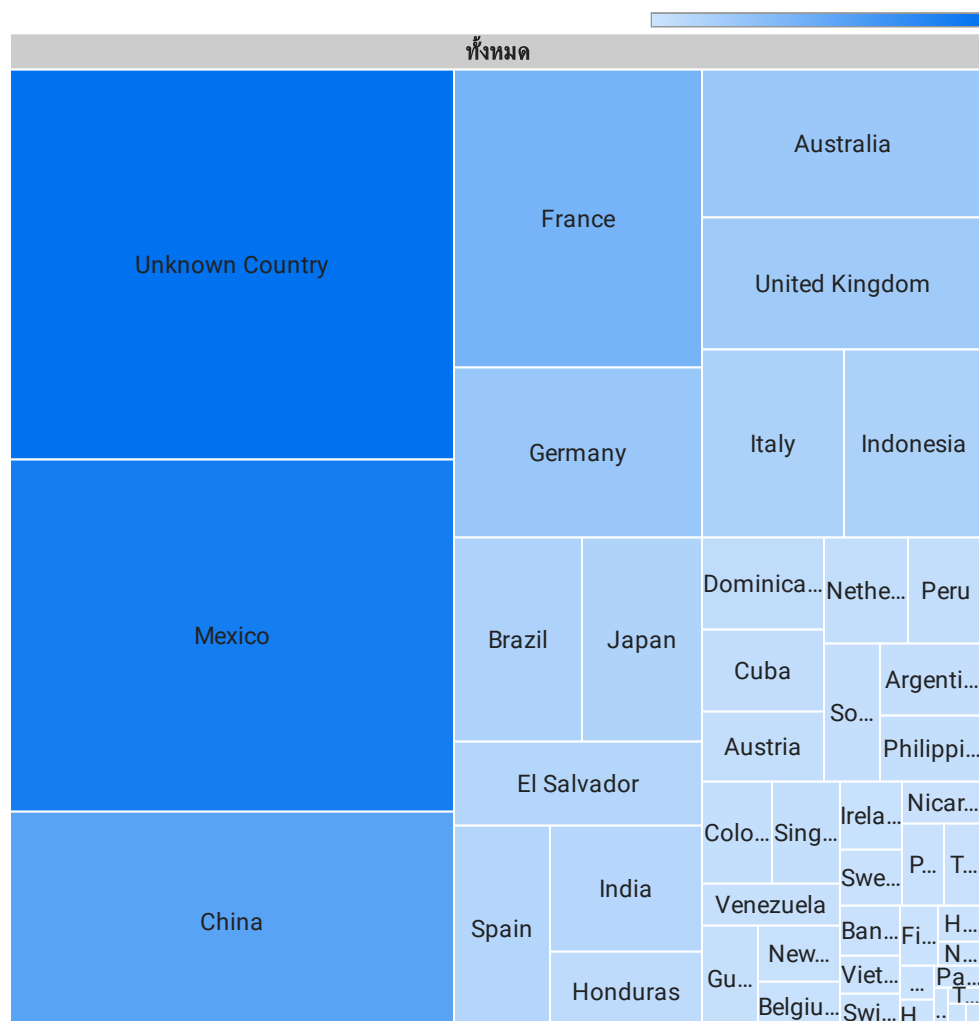 ทั้งหมด
Unknown Country
Mexico
China
France
Germany
Brazil
Japan
El Salvador
Spain
India
Honduras
Australia
United Kingdom
Italy
Indonesia
Dominica...
Nethe...
Peru
Cuba
So...
Argenti...
Austria
Philippi...
Colo...
Sing...
Irela...
Nicar...
Swe...
P...
T...
Venezuela
Ban...
Fi...
H...
Gu...
New...
N...
Viet...
...
Pa...
Belgiu...
Swi...
H...
..
T...